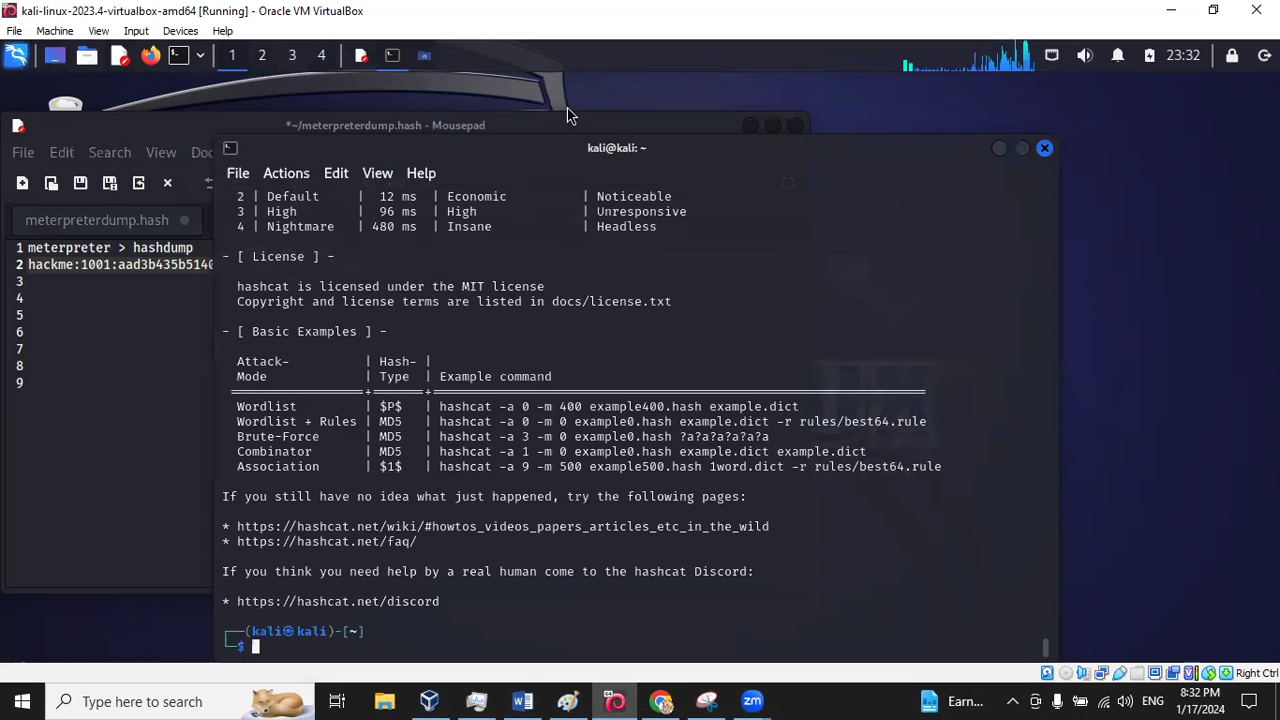 kali-linux-2023.4-virtualbox-amd64 [Running] - Oracle VM VirtualBox
File Machine View Input Devices Help
1 2 3 4 23:32
*~/meterpreterdump.hash - Mousepad
File Edit Search View Doc
meterpreterdump.hash
1 meterpreter > hashdump
2 hackme:1001:aad3b435b5140
3
4
5
6
7
8
9
kali@kali: ~
File Actions Edit View Help
2 | Default | 12 ms | Economic | Noticeable
3 | High | 96 ms | High | Unresponsive
4 | Nightmare | 480 ms | Insane | Headless
- [ License ] -
hashcat is licensed under the MIT license
Copyright and license terms are listed in docs/license.txt
- [ Basic Examples ] -
Attack- | Hash- |
Mode | Type | Example command
Wordlist | $P$ | hashcat -a 0 -m 400 example400.hash example.dict
Wordlist + Rules | MD5 | hashcat -a 0 -m 0 example0.hash example.dict -r rules/best64.rule
Brute-Force | MD5 | hashcat -a 3 -m 0 example0.hash ?a?a?a?a?a?a
Combinator | MD5 | hashcat -a 1 -m 0 example0.hash example.dict example.dict
Association | $1$ | hashcat -a 9 -m 500 example500.hash 1word.dict -r rules/best64.rule
If you still have no idea what just happened, try the following pages:
* https://hashcat.net/wiki/#howtos_videos_papers_articles_etc_in_the_wild
* https://hashcat.net/faq/
If you think you need help by a real human come to the hashcat Discord:
* https://hashcat.net/discord
(kali㉿kali)-[~]
$
Right Ctrl
Type here to search
Earn...
ENG
8:32 PM
1/17/2024